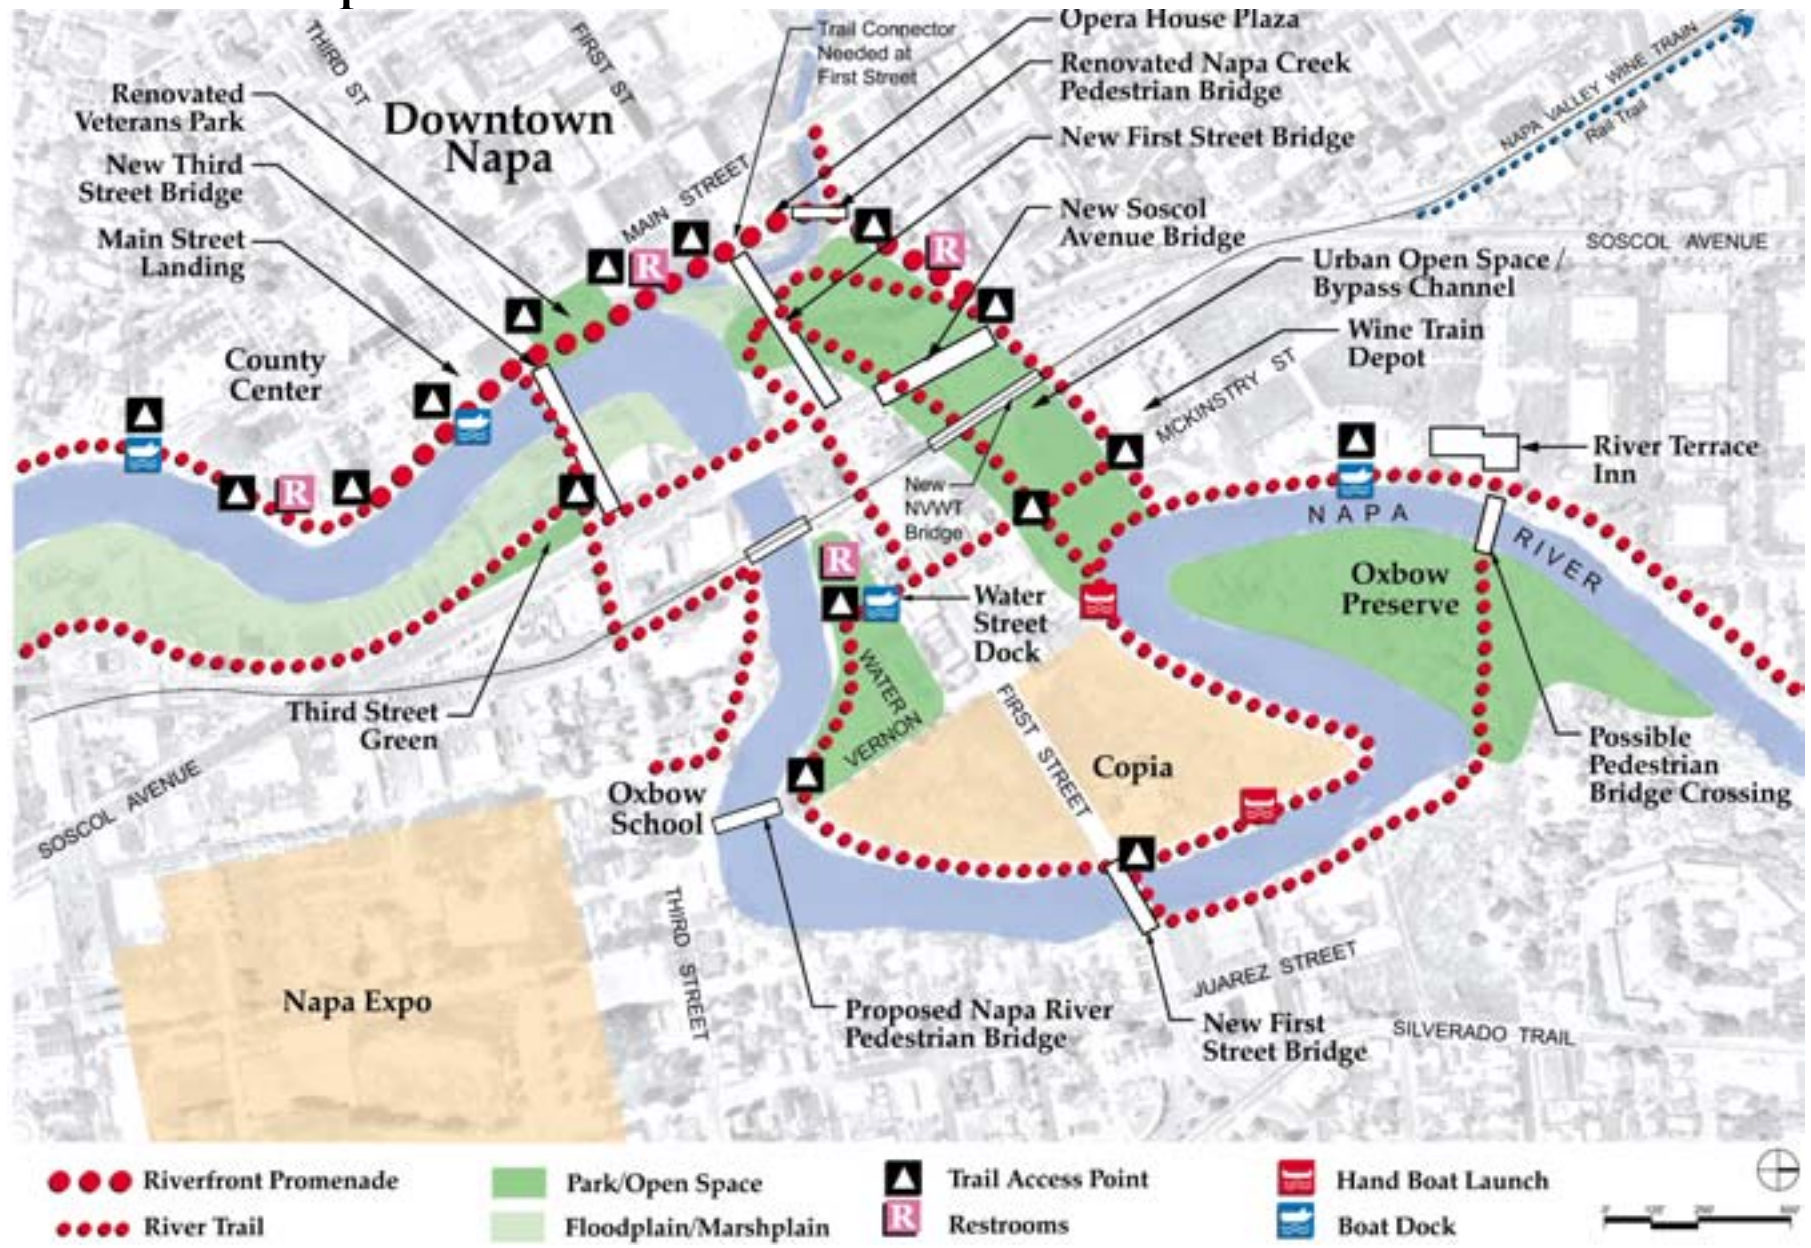 THIRD ST
FIRST ST
Trail Connector
Needed at
First Street
Opera House Plaza
Renovated Napa Creek
Pedestrian Bridge
New First Street Bridge
NAPA VALLEY WINE TRAIN
Rail Trail
Renovated
Veterans Park
Downtown
Napa
New Third
Street Bridge
MAIN STREET
Main Street
Landing
New Soscol
Avenue Bridge
SOSCOL AVENUE
Urban Open Space /
Bypass Channel
Wine Train
Depot
County
Center
MCKINSTRY ST
River Terrace
Inn
R
R
R
R
New
NVWT
Bridge
NAPA
RIVER
Oxbow
Preserve
Water
Street
Dock
WATER
VERNON
FIRST STREET
Third Street
Green
Copia
Possible
Pedestrian
Bridge Crossing
SOSCOL AVENUE
Oxbow
School
THIRD STREET
Napa Expo
Proposed Napa River
Pedestrian Bridge
New First
Street Bridge
JUAREZ STREET
SILVERADO TRAIL
Riverfront Promenade
Park/Open Space
Trail Access Point
Hand Boat Launch
River Trail
Floodplain/Marshplain
R
Restrooms
Boat Dock